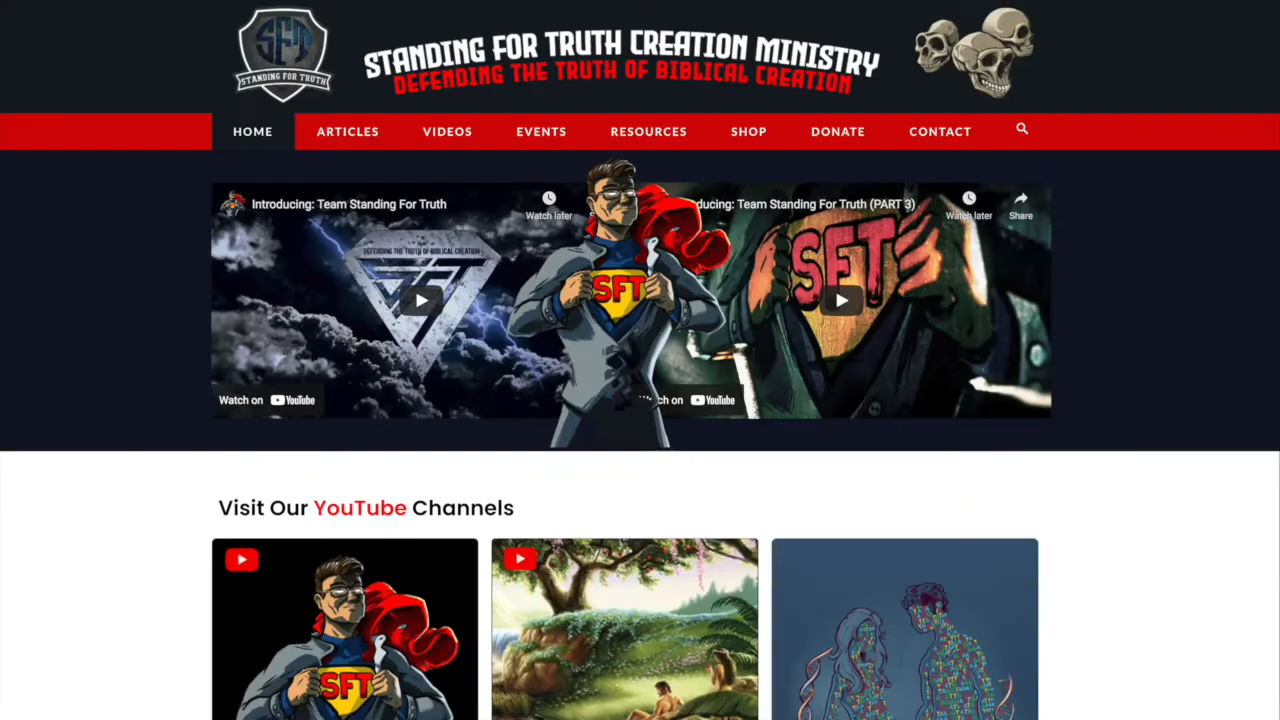 SFT
STANDING FOR TRUTH
STANDING FOR TRUTH CREATION MINISTRY
DEFENDING THE TRUTH OF BIBLICAL CREATION
HOME
ARTICLES
VIDEOS
EVENTS
RESOURCES
SHOP
DONATE
CONTACT
Introducing: Team Standing For Truth
Watch later
ducing: Team Standing For Truth (PART 3)
Watch later
Share
DEFENDING THE TRUTH OF BIBLICAL CREATION
SFT
SFT
Watch on YouTube
ch on YouTube
Visit Our YouTube Channels
SFT